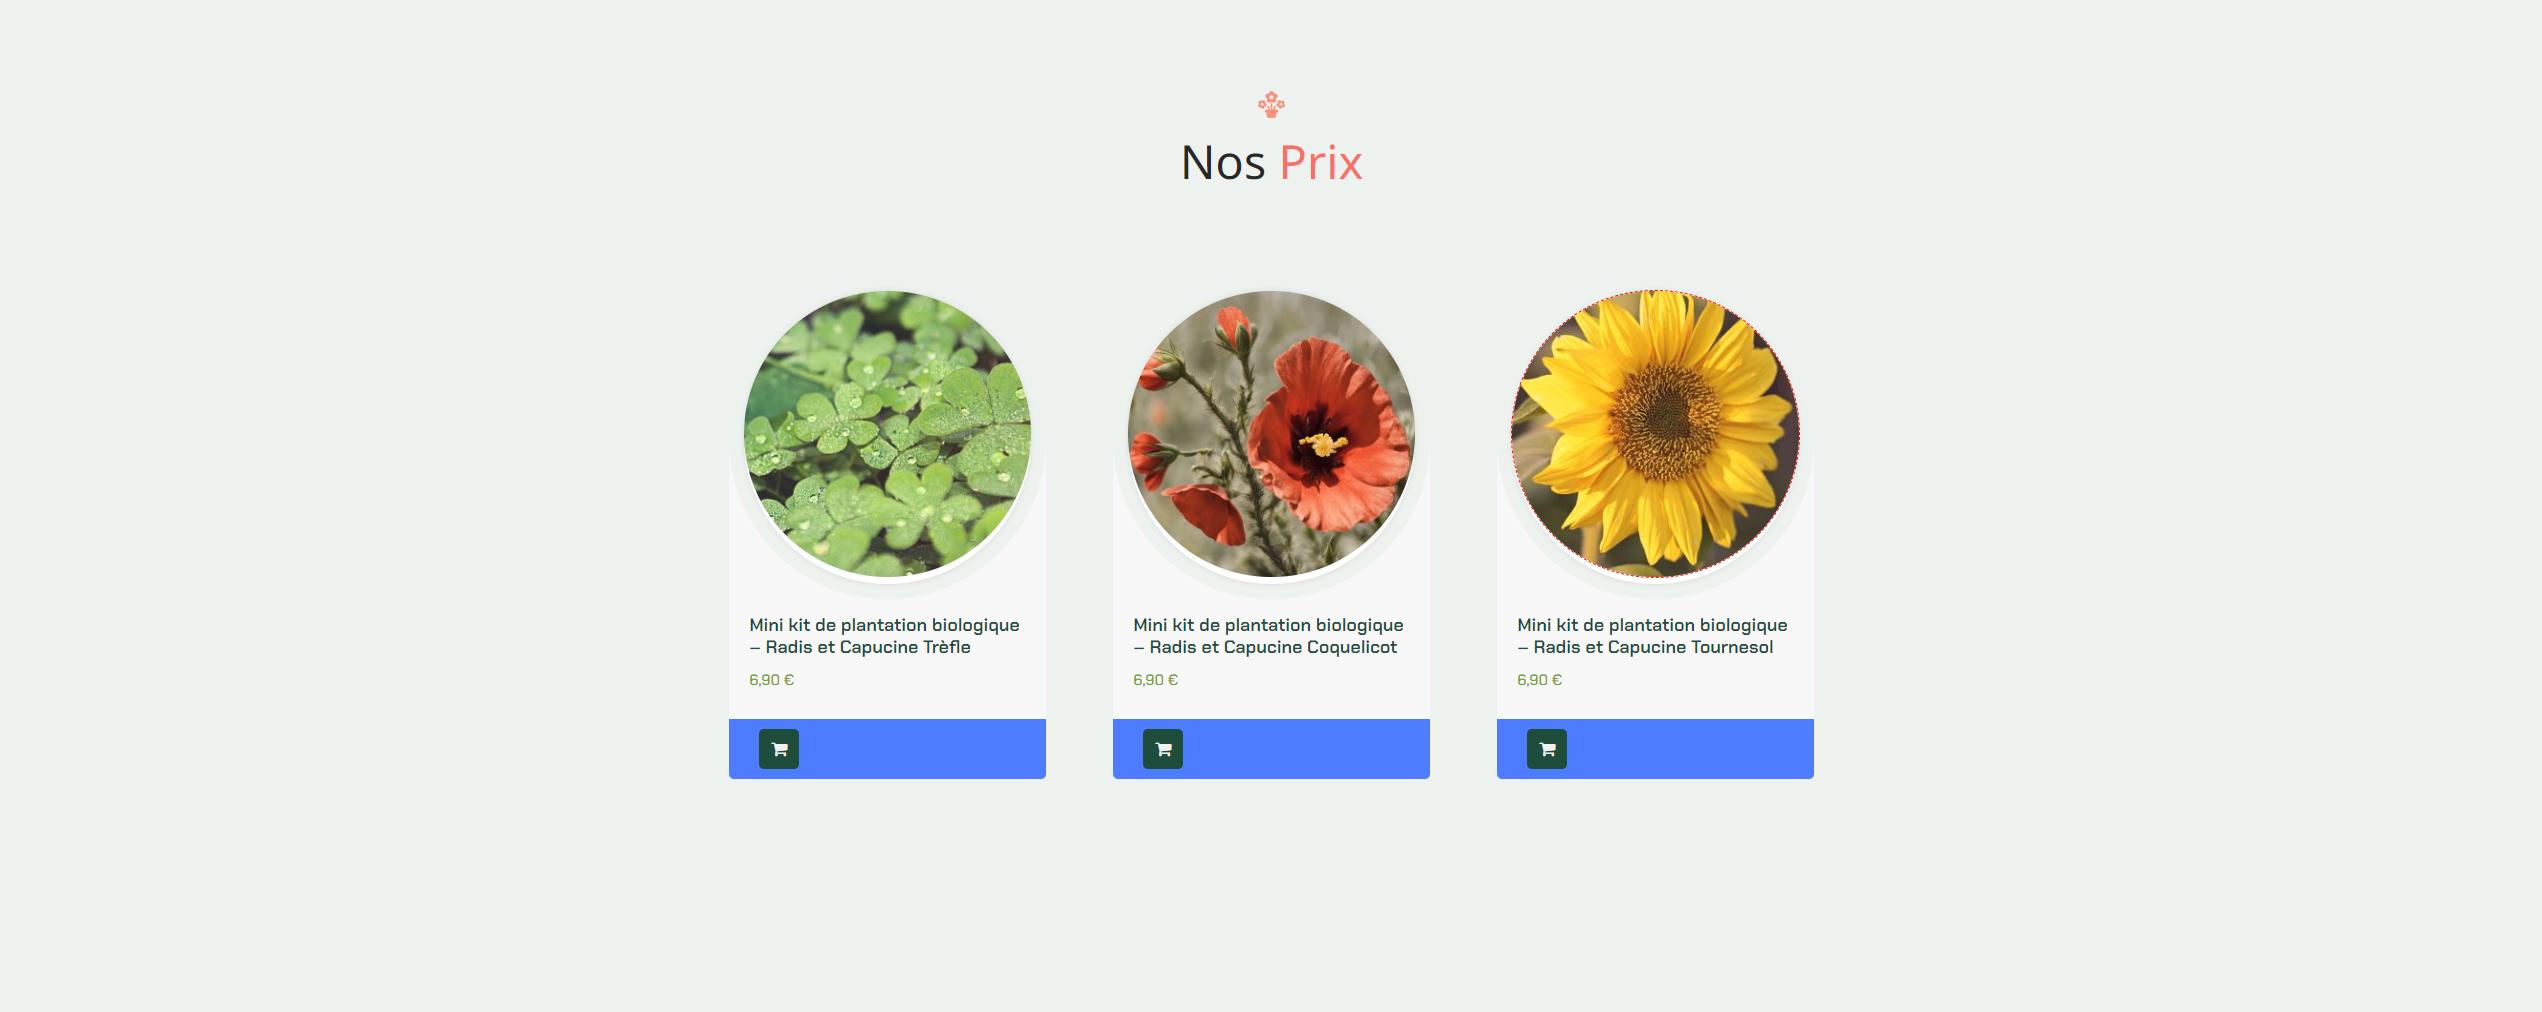 Nos Prix
Mini kit de plantation biologique
– Radis et Capucine Trèfle
6,90 €
Mini kit de plantation biologique
– Radis et Capucine Coquelicot
6,90 €
Mini kit de plantation biologique
– Radis et Capucine Tournesol
6,90 €